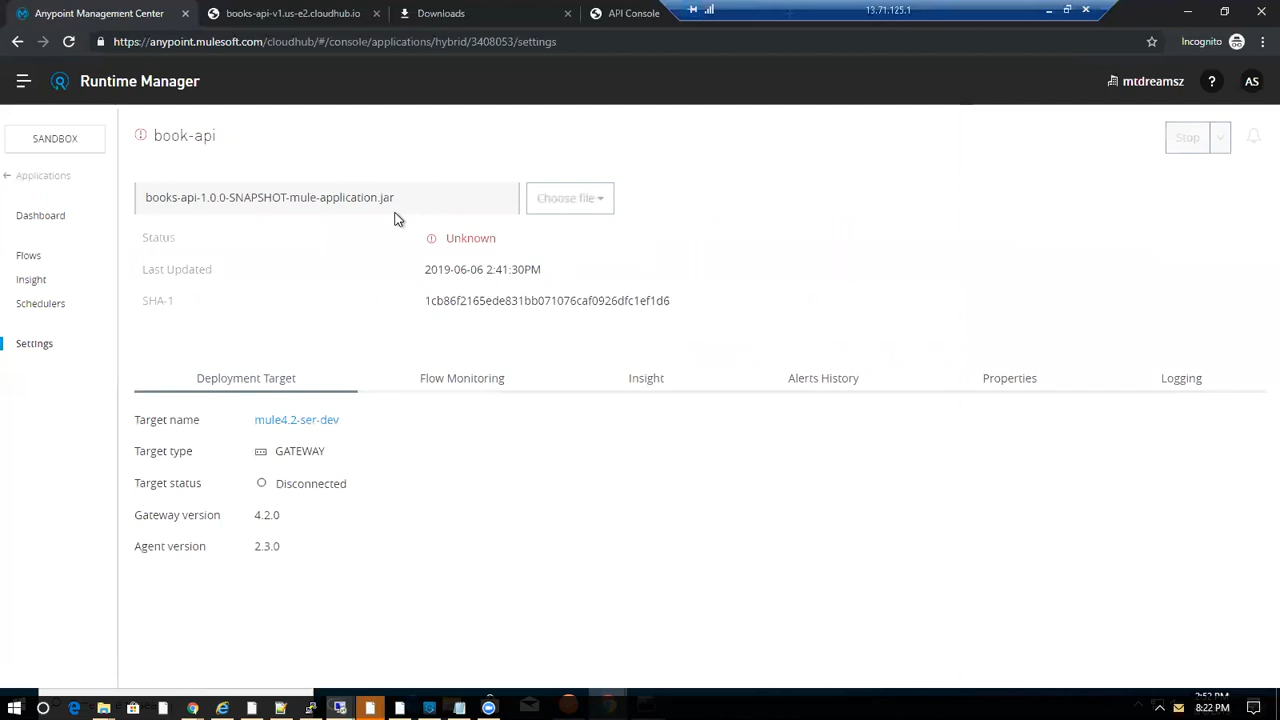 Anypoint Management Center
books-api-v1.us-e2.cloudhub.io
Downloads
API Console
13.71.125.1
https://anypoint.mulesoft.com/cloudhub/#/console/applications/hybrid/3408053/settings
Incognito
Runtime Manager
mtdreamsz
?
AS
SANDBOX
book-api
Stop
Applications
books-api-1.0.0-SNAPSHOT-mule-application.jar
Choose file
Dashboard
Status
Unknown
Flows
Last Updated
2019-06-06 2:41:30PM
Insight
SHA-1
1cb86f2165ede831bb071076caf0926dfc1ef1d6
Schedulers
Settings
Deployment Target
Flow Monitoring
Insight
Alerts History
Properties
Logging
Target name
mule4.2-ser-dev
Target type
GATEWAY
Target status
Disconnected
Gateway version
4.2.0
Agent version
2.3.0
8:22 PM